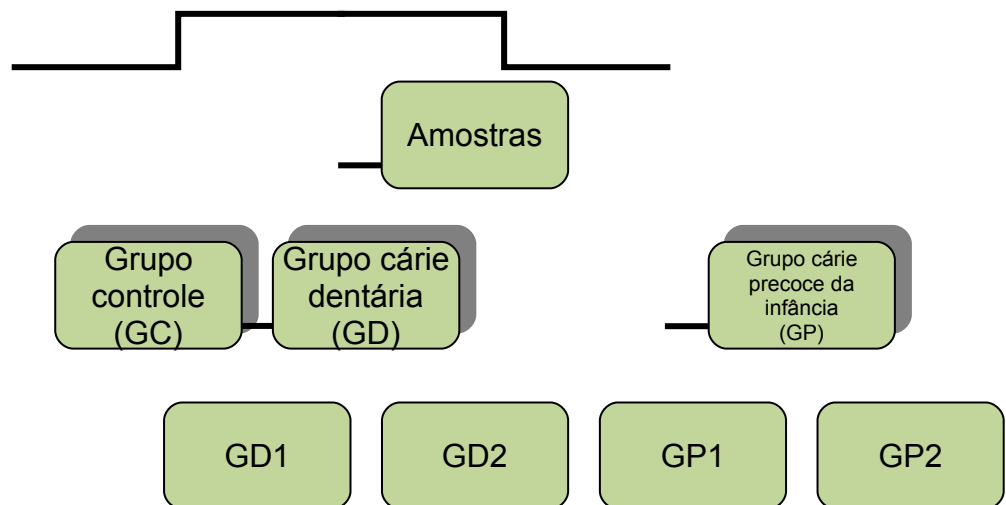 Amostras
Grupo
controle
(GC)
Grupo cárie
dentária
(GD)
Grupo cárie
precoce da
infância
(GP)
GD1
GD2
GP1
GP2